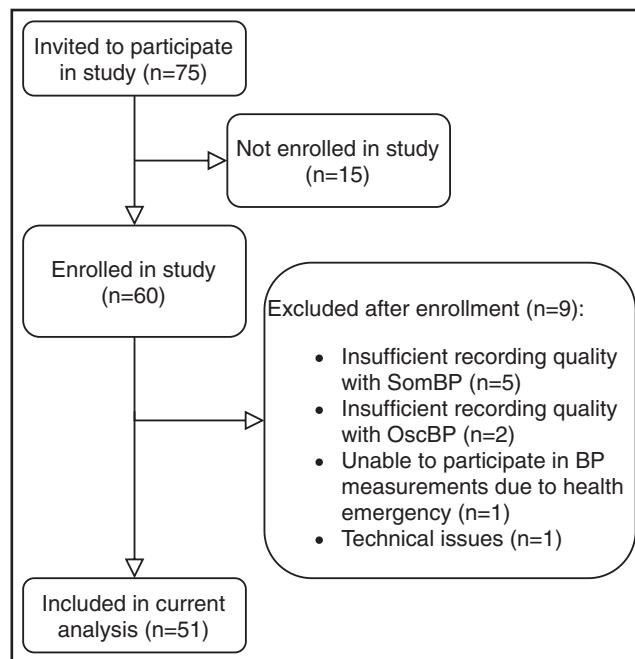 Invited to participate
in study (n=75)
Not enrolled in study
(n=15)
Enrolled in study
(n=60)
Excluded after enrollment (n=9):
• Insufficient recording quality
with SomBP (n=5)
• Insufficient recording quality
with OscBP (n=2)
• Unable to participate in BP
measurements due to health
emergency (n=1)
• Technical issues (n=1)
Included in current
analysis (n=51)